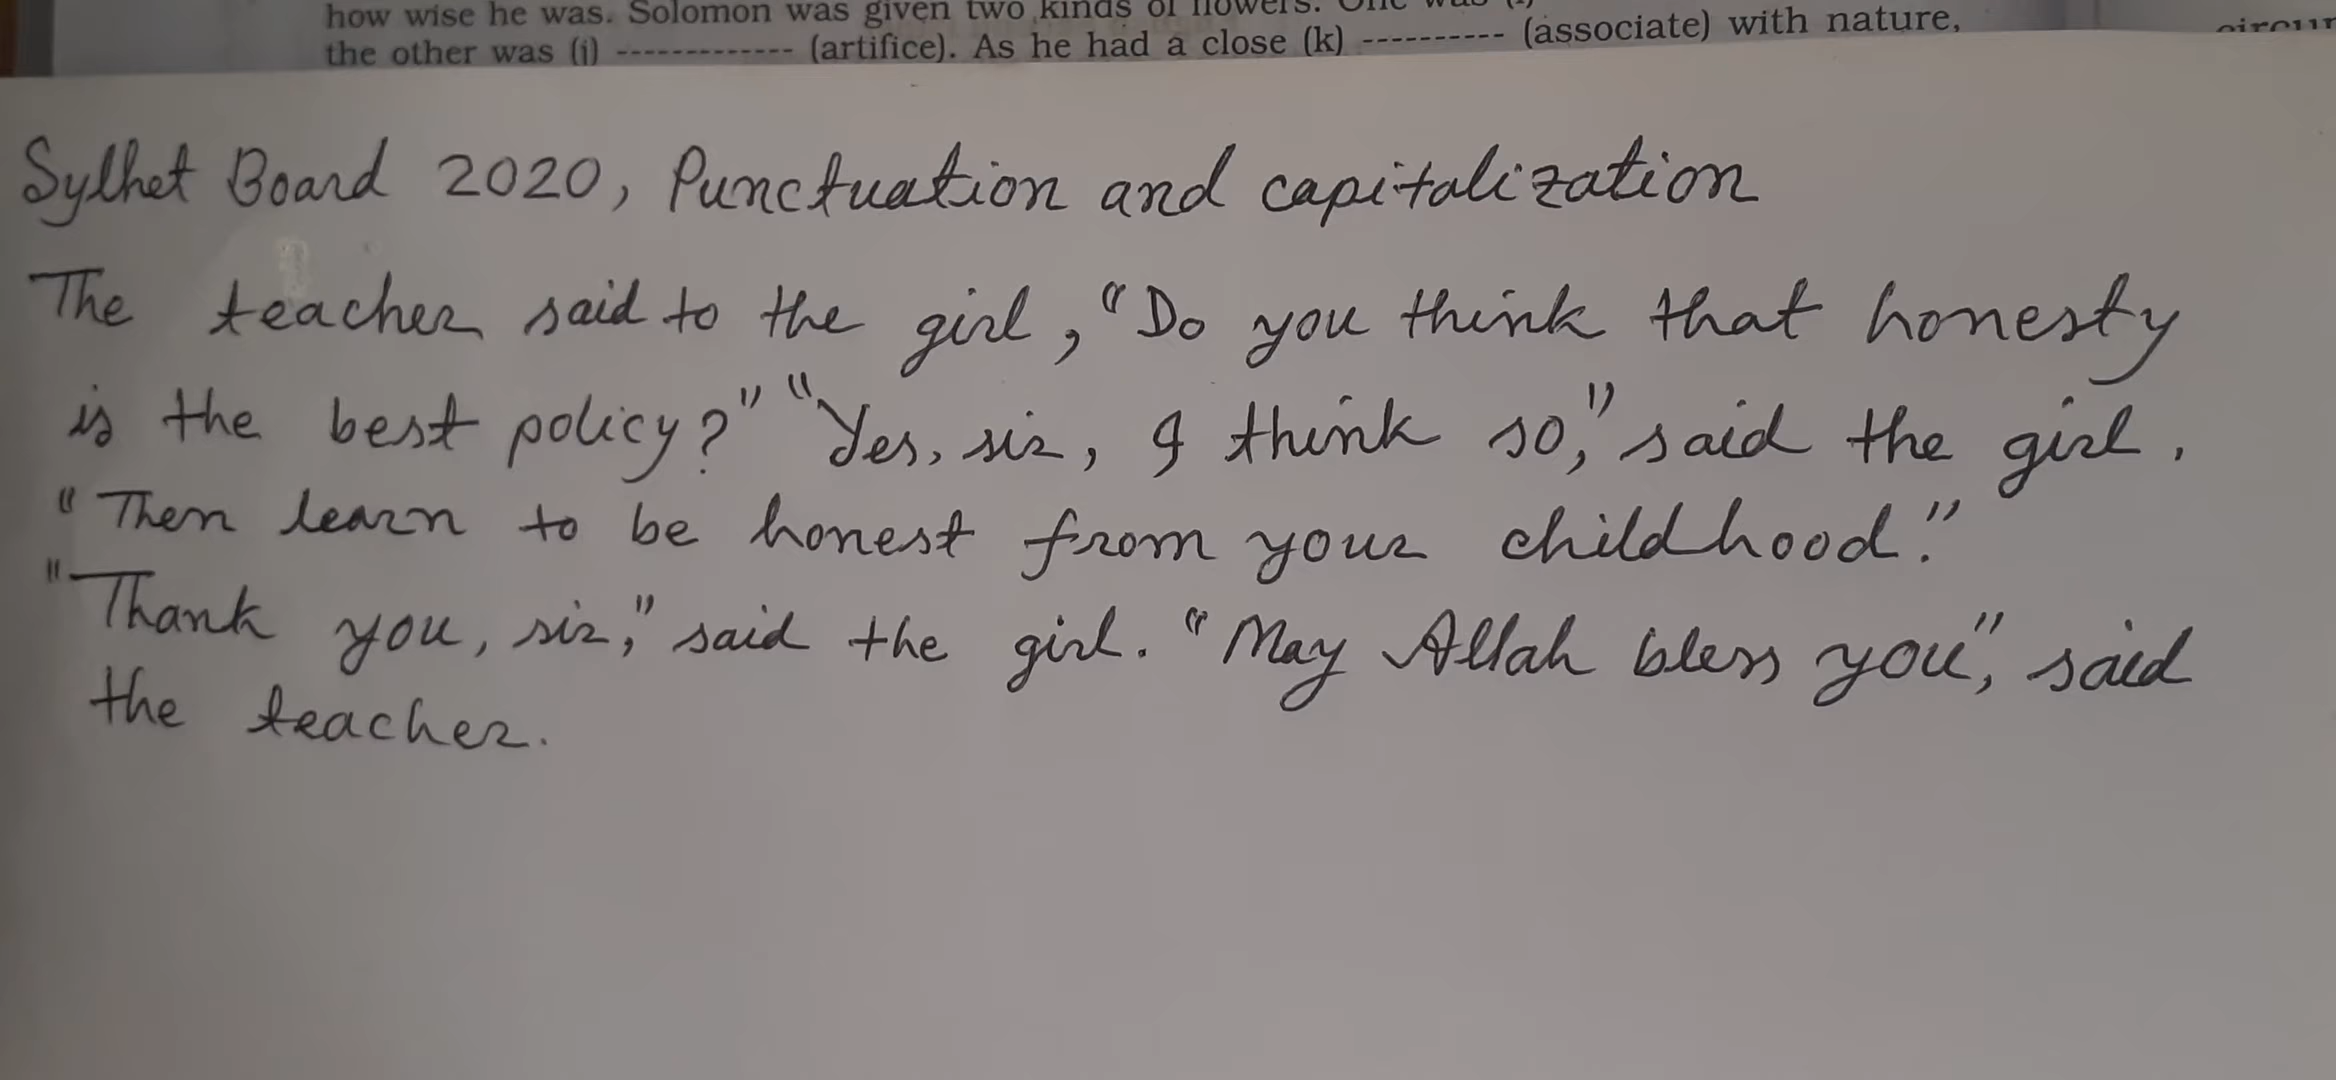 how wise he was. Solomon was given two kinds of flowers. One was
the other was (j) ------------- (artifice). As he had a close (k) ---------- (associate) with nature,
Sylhet Board 2020, Punctuation and capitalization
The teacher said to the girl, "Do you think that honesty
is the best policy?" "Yes, sir, I think so," said the girl.
"Then learn to be honest from your childhood."
"Thank you, sir," said the girl. "May Allah bless you", said
the teacher.